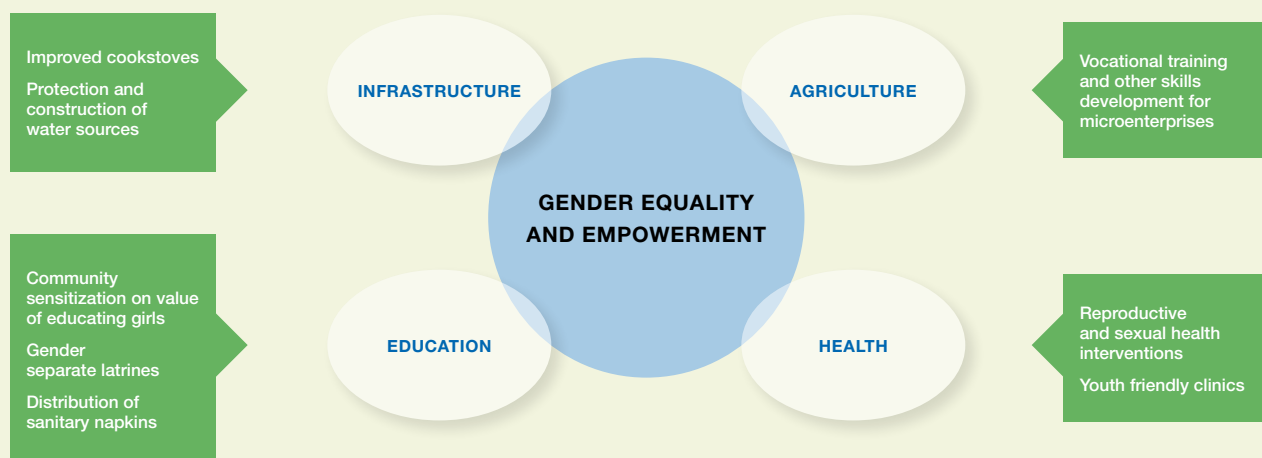 Improved cookstoves
Protection and
construction of
water sources
INFRASTRUCTURE
AGRICULTURE
Vocational training
and other skills
development for
microenterprises
GENDER EQUALITY
AND EMPOWERMENT
Community
sensitization on value
of educating girls
Gender
separate latrines
Distribution of
sanitary napkins
EDUCATION
HEALTH
Reproductive
and sexual health
interventions
Youth friendly clinics